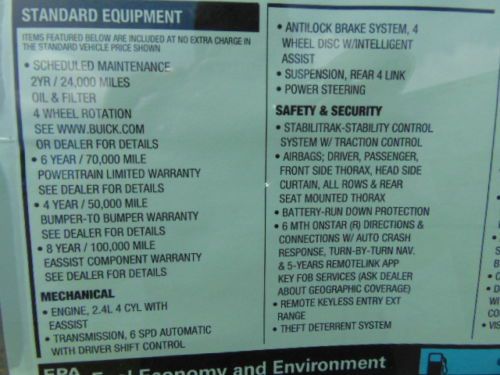 STANDARD EQUIPMENT
ITEMS FEATURED BELOW ARE INCLUDED AT NO EXTRA CHARGE IN
THE STANDARD VEHICLE PRICE SHOWN
• SCHEDULED MAINTENANCE
2YR / 24,000 MILES
OIL & FILTER
4 WHEEL ROTATION
SEE WWW.BUICK.COM
OR DEALER FOR DETAILS
• 6 YEAR / 70,000 MILE
POWERTRAIN LIMITED WARRANTY
SEE DEALER FOR DETAILS
• 4 YEAR / 50,000 MILE
BUMPER-TO BUMPER WARRANTY
SEE DEALER FOR DETAILS
• 8 YEAR / 100,000 MILE
EASSIST COMPONENT WARRANTY
SEE DEALER FOR DETAILS
MECHANICAL
• ENGINE, 2.4L 4 CYL WITH
EASSIST
• TRANSMISSION, 6 SPD AUTOMATIC
WITH DRIVER SHIFT CONTROL
• ANTILOCK BRAKE SYSTEM, 4
WHEEL DISC W/INTELLIGENT
ASSIST
• SUSPENSION, REAR 4 LINK
• POWER STEERING
SAFETY & SECURITY
• STABILITRAK-STABILITY CONTROL
SYSTEM W/ TRACTION CONTROL
• AIRBAGS; DRIVER, PASSENGER,
FRONT SIDE THORAX, HEAD SIDE
CURTAIN, ALL ROWS & REAR
SEAT MOUNTED THORAX
• BATTERY-RUN DOWN PROTECTION
• 6 MTH ONSTAR (R) DIRECTIONS &
CONNECTIONS W/ AUTO CRASH
RESPONSE, TURN-BY-TURN NAV.
& 5-YEARS REMOTELINK APP
KEY FOB SERVICES (ASK DEALER
ABOUT GEOGRAPHIC COVERAGE)
• REMOTE KEYLESS ENTRY EXT
RANGE
• THEFT DETERRENT SYSTEM
EPA Fuel Economy and Environment